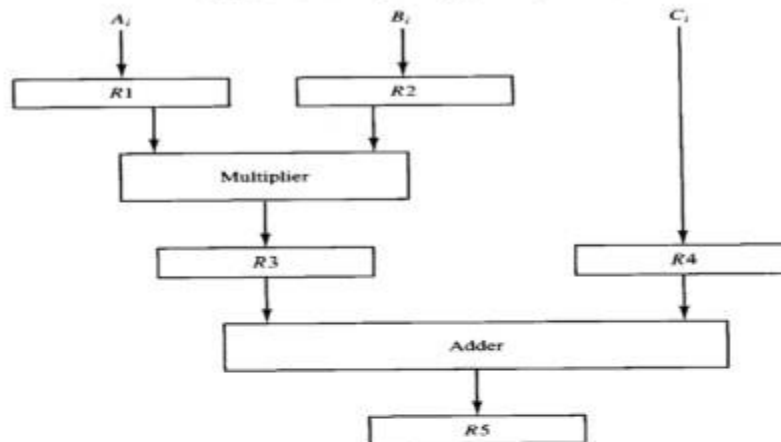 Ai Bi Ci
R1 R2
Multiplier
R3 R4
Adder
R5